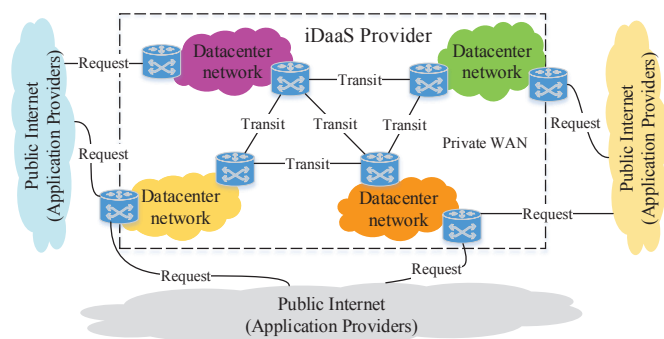 iDaaS Provider
Request
Datacenter
network
Datacenter
network
Transit
Public Internet
(Application Providers)
Request
Transit
Transit
Transit
Private WAN
Request
Public Internet
(Application Providers)
Transit
Datacenter
network
Datacenter
network
Request
Request
Request
Public Internet
(Application Providers)